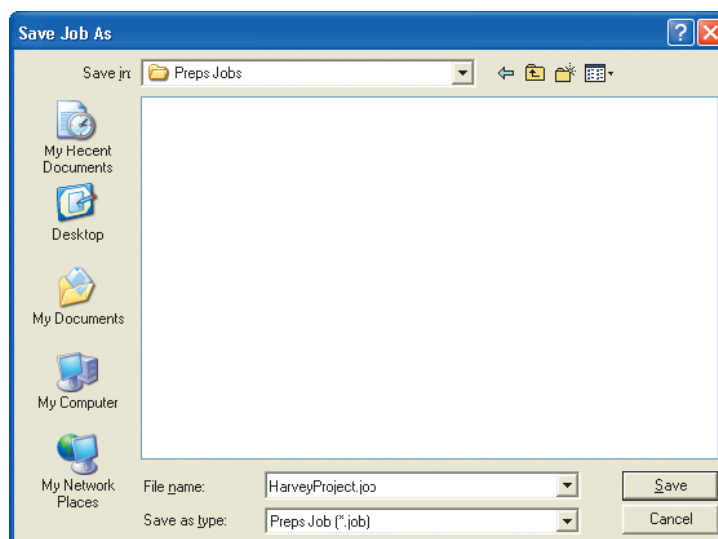 Save Job As
Save in:
Preps Jobs
My Recent
Documents
Desktop
My Documents
My Computer
My Network
Places
File name:
HarveyProject.job
Save
Save as type:
Preps Job (*.job)
Cancel